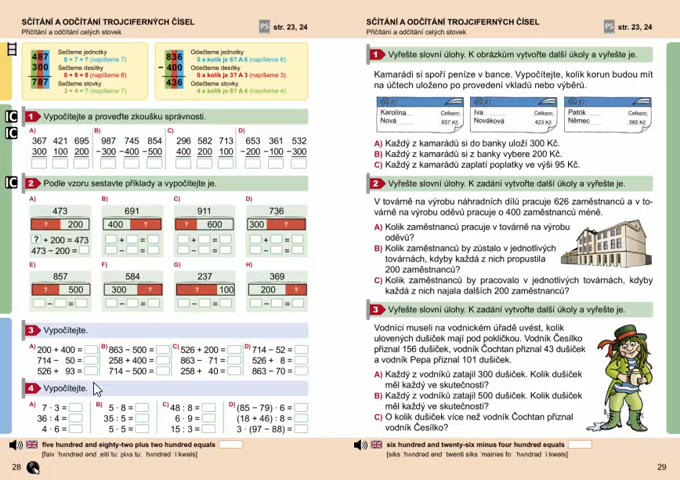 SČÍTÁNÍ A ODČÍTÁNÍ TROJCIFERNÝCH ČÍSEL
Přičítání a odčítání celých stovek
PS str. 23, 24
487
300
787
Sečteme jednotky
0 + 7 = 7 (napíšeme 7)
Sečteme desítky
0 + 8 = 8 (napíšeme 8)
Sečteme stovky
3 + 4 = 7 (napíšeme 7)
836
- 400
436
Odečteme jednotky
0 a kolik je 6? A 6 (napíšeme 6)
Odečteme desítky
0 a kolik je 3? A 3 (napíšeme 3)
Odečteme stovky
4 a kolik je 8? A 4 (napíšeme 4)
1 Vypočítejte a proveďte zkoušku správnosti.
A) B) C) D)
367 421 695 987 745 854 296 582 713 653 361 532
300 100 200 -300 -400 -500 400 200 100 -100 -200 -300
2 Podle vzoru sestavte příklady a vypočítejte je.
A) B) C) D)
473 691 911 736
? 200 400 ? ? 600 300 ?
? + 200 = 473 + = + = + =
473 – 200 = – = – = – =
E) F) G) H)
857 584 237 369
? 500 300 ? ? 100 200 ?
– = – = – = – =
3 Vypočítejte.
A) 200 + 400 = B) 863 – 500 = C) 526 + 200 = D) 714 – 52 =
714 – 50 = 258 + 400 = 863 – 71 = 526 + 8 =
526 + 93 = 714 – 500 = 258 + 40 = 863 – 70 =
4 Vypočítejte.
A) 7 · 3 = B) 5 · 8 = C) 48 : 8 = D) (85 – 79) · 6 =
36 : 4 = 35 : 5 = 6 · 9 = (18 + 46) : 8 =
4 · 6 = 5 · 5 = 15 : 3 = 3 · (97 – 88) =
five hundred and eighty-two plus two hundred equals
28
SČÍTÁNÍ A ODČÍTÁNÍ TROJCIFERNÝCH ČÍSEL
Přičítání a odčítání celých stovek
PS str. 23, 24
1 Vyřešte slovní úlohy. K obrázkům vytvořte další úkoly a vyřešte je.
Kamarádi si spoří peníze v bance. Vypočítejte, kolik korun budou mít
na účtech uloženo po provedení vkladů nebo výběrů.
Karolína Celkem:
Nová 657 Kč
Iva Celkem:
Nováková 423 Kč
Patrik Celkem:
Němec 585 Kč
A) Každý z kamarádů si do banky uloží 300 Kč.
B) Každý z kamarádů si z banky vybere 200 Kč.
C) Každý z kamarádů zaplatí poplatky ve výši 95 Kč.
2 Vyřešte slovní úlohy. K zadání vytvořte další úkoly a vyřešte je.
V továrně na výrobu náhradních dílů pracuje 626 zaměstnanců a v to-
várně na výrobu oděvů pracuje o 400 zaměstnanců méně.
A) Kolik zaměstnanců pracuje v továrně na výrobu
oděvů?
B) Kolik zaměstnanců by zůstalo v jednotlivých
továrnách, kdyby každá z nich propustila
200 zaměstnanců?
C) Kolik zaměstnanců by pracovalo v jednotlivých továrnách, kdyby
každá z nich najala dalších 200 zaměstnanců?
3 Vyřešte slovní úlohy. K zadání vytvořte další úkoly a vyřešte je.
Vodníci museli na vodnickém úřadě uvést, kolik
ulovených dušiček mají pod pokličkou. Vodník Česílko
přiznal 156 dušiček, vodník Čochtan přiznal 43 dušiček
a vodník Pepa přiznal 101 dušiček.
A) Každý z vodníků zatajil 300 dušiček. Kolik dušiček
měl každý ve skutečnosti?
B) Každý z vodníků zatajil 500 dušiček. Kolik dušiček
měl každý ve skutečnosti?
C) O kolik dušiček více než vodník Čochtan přiznal
vodník Česílko?
six hundred and twenty-six minus four hundred equals
29